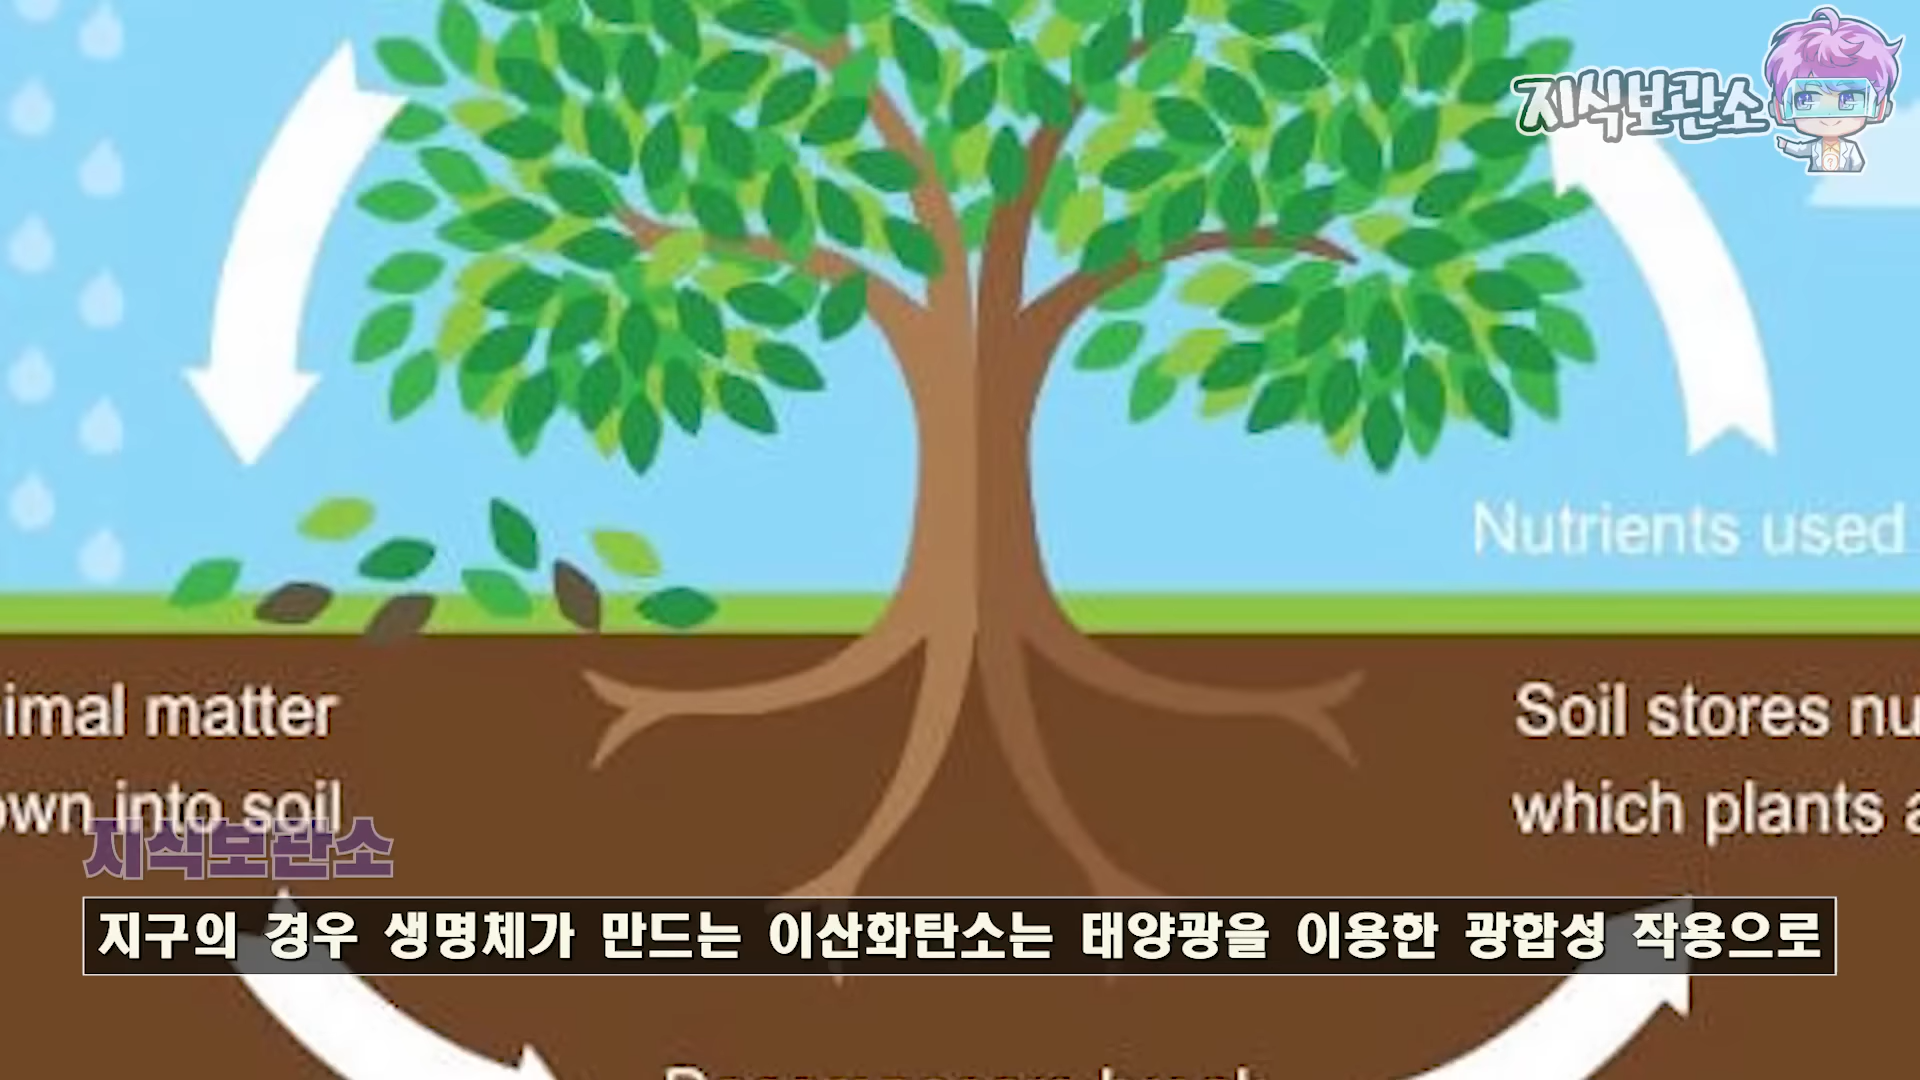 지식보관소
Nutrients used
imal matter
own into soil
Soil stores nu
which plants a
지식보관소
지구의 경우 생명체가 만드는 이산화탄소는 태양광을 이용한 광합성 작용으로